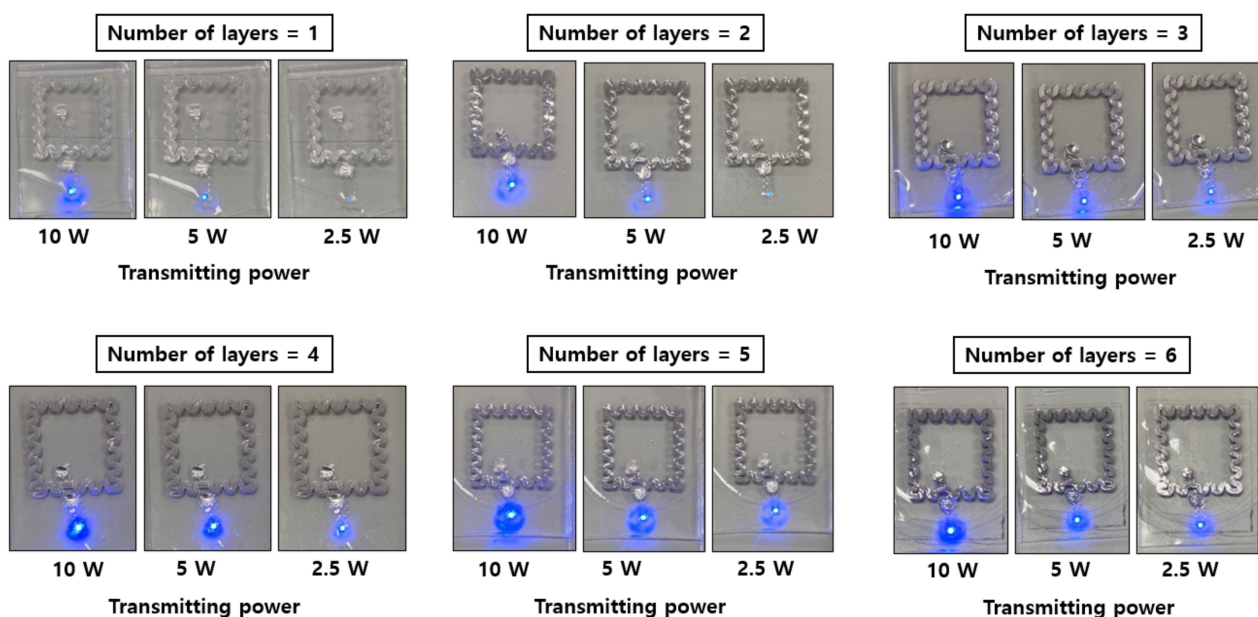 Number of layers = 1
10 W
5 W
2.5 W
Transmitting power
Number of layers = 2
10 W
5 W
2.5 W
Transmitting power
Number of layers = 3
10 W
5 W
2.5 W
Transmitting power
Number of layers = 4
10 W
5 W
2.5 W
Transmitting power
Number of layers = 5
10 W
5 W
2.5 W
Transmitting power
Number of layers = 6
10 W
5 W
2.5 W
Transmitting power